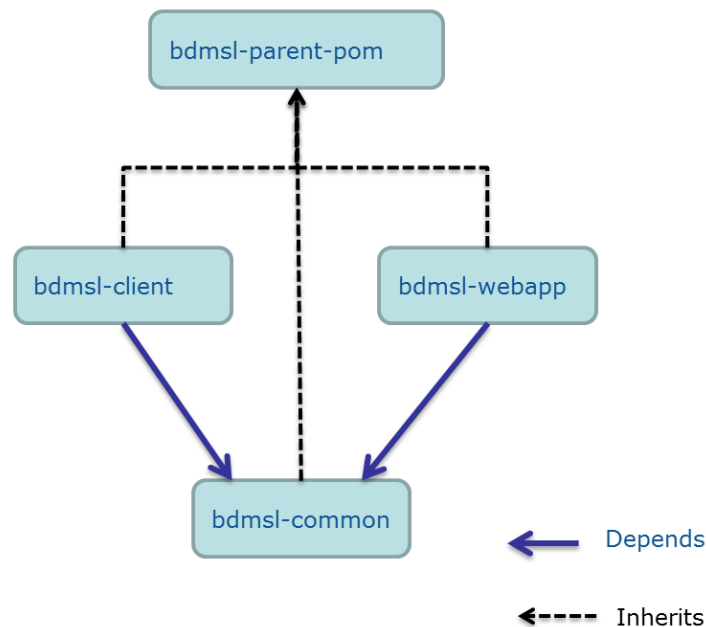 bdmsl-parent-pom
bdmsl-client
bdmsl-webapp
bdmsl-common
Depends
Inherits